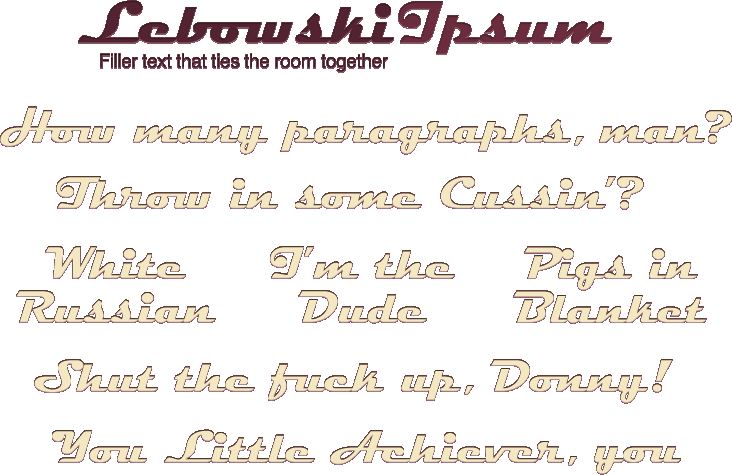 LebowskiIpsum
Filler text that ties the room together
How many paragraphs, man?
Throw in some Cussin'?
White I'm the Pigs in
Russian Dude Blanket
Shut the fuck up, Donny!
You Little Achiever, you